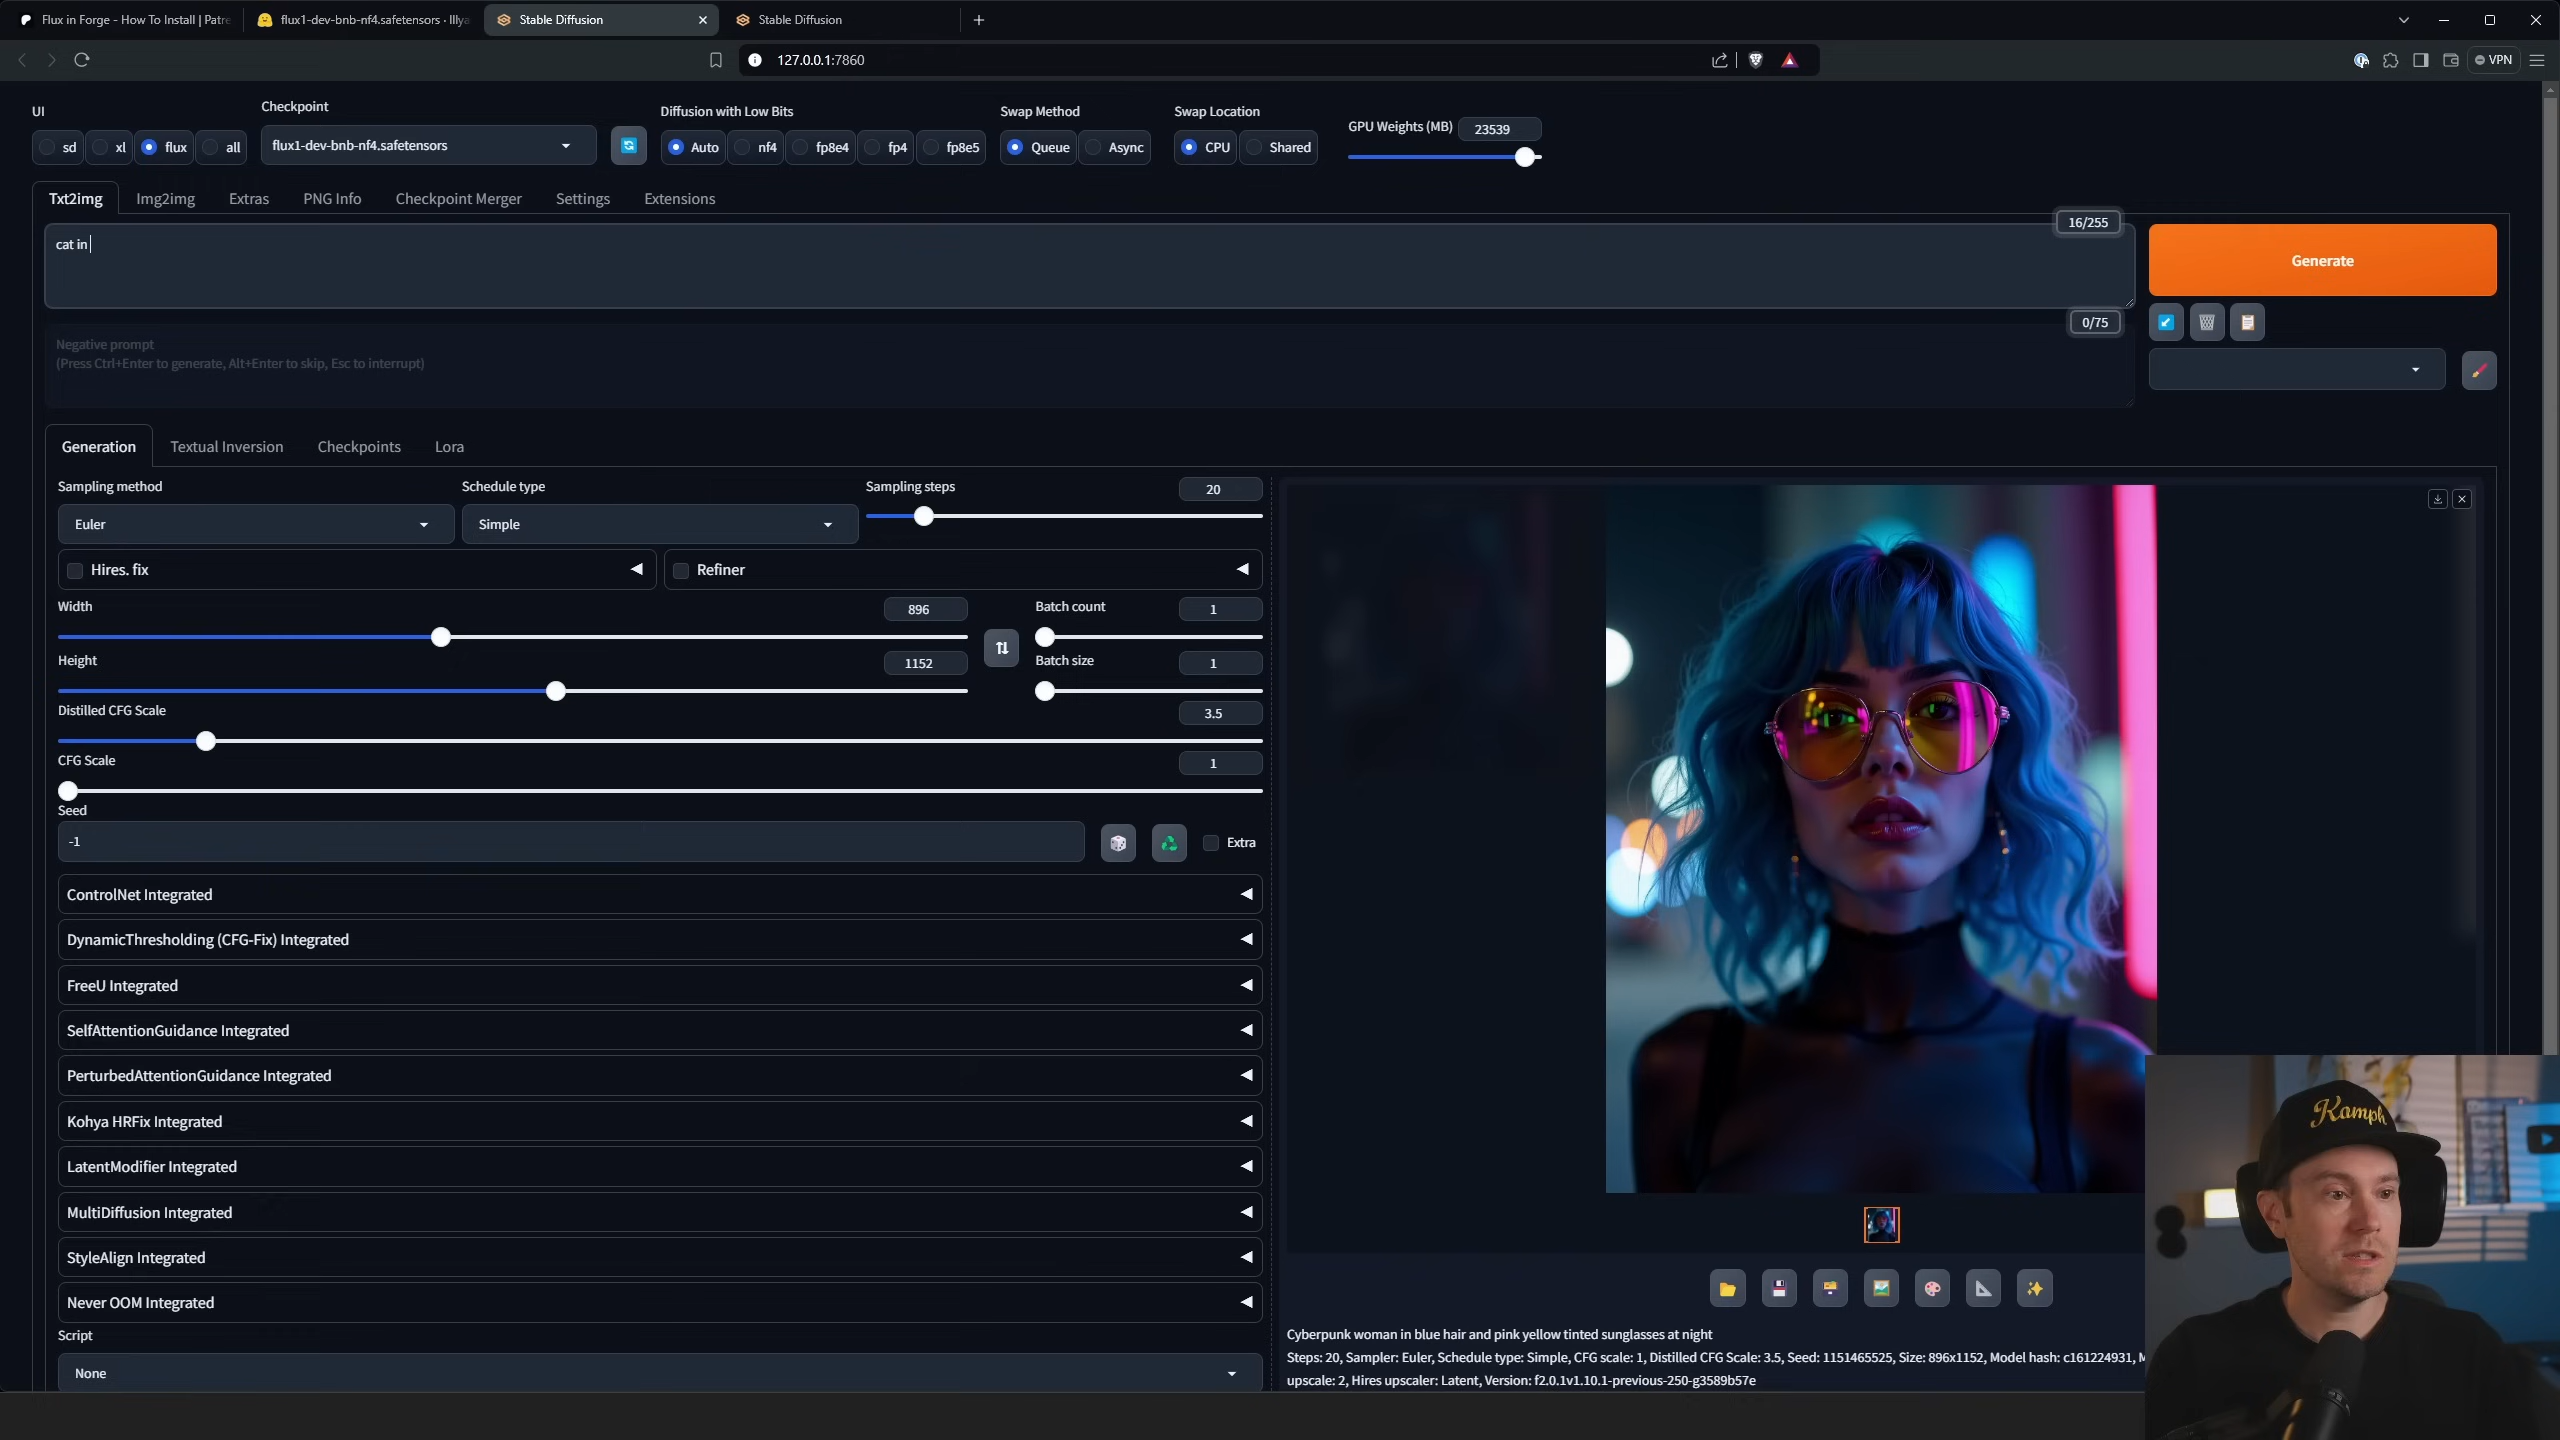 Flux in Forge - How To Install | Patre
flux1-dev-bnb-nf4.safetensors · lllya
Stable Diffusion
Stable Diffusion
127.0.0.1:7860
VPN
UI
sd
xl
flux
all
Checkpoint
flux1-dev-bnb-nf4.safetensors
Diffusion with Low Bits
Auto
nf4
fp8e4
fp4
fp8e5
Swap Method
Queue
Async
Swap Location
CPU
Shared
GPU Weights (MB)
23539
Txt2img
Img2img
Extras
PNG Info
Checkpoint Merger
Settings
Extensions
16/255
cat in
Generate
0/75
Negative prompt
(Press Ctrl+Enter to generate, Alt+Enter to skip, Esc to interrupt)
Generation
Textual Inversion
Checkpoints
Lora
Sampling method
Euler
Schedule type
Simple
Sampling steps
20
Hires. fix
Refiner
Width
896
Height
1152
Batch count
1
Batch size
1
Distilled CFG Scale
3.5
CFG Scale
1
Seed
-1
Extra
ControlNet Integrated
DynamicThresholding (CFG-Fix) Integrated
FreeU Integrated
SelfAttentionGuidance Integrated
PerturbedAttentionGuidance Integrated
Kohya HRFix Integrated
LatentModifier Integrated
MultiDiffusion Integrated
StyleAlign Integrated
Never OOM Integrated
Script
None
Cyberpunk woman in blue hair and pink yellow tinted sunglasses at night
Steps: 20, Sampler: Euler, Schedule type: Simple, CFG scale: 1, Distilled CFG Scale: 3.5, Seed: 1151465525, Size: 896x1152, Model hash: c161224931, M
upscale: 2, Hires upscaler: Latent, Version: f2.0.1v1.10.1-previous-250-g3589b57e
Kamph